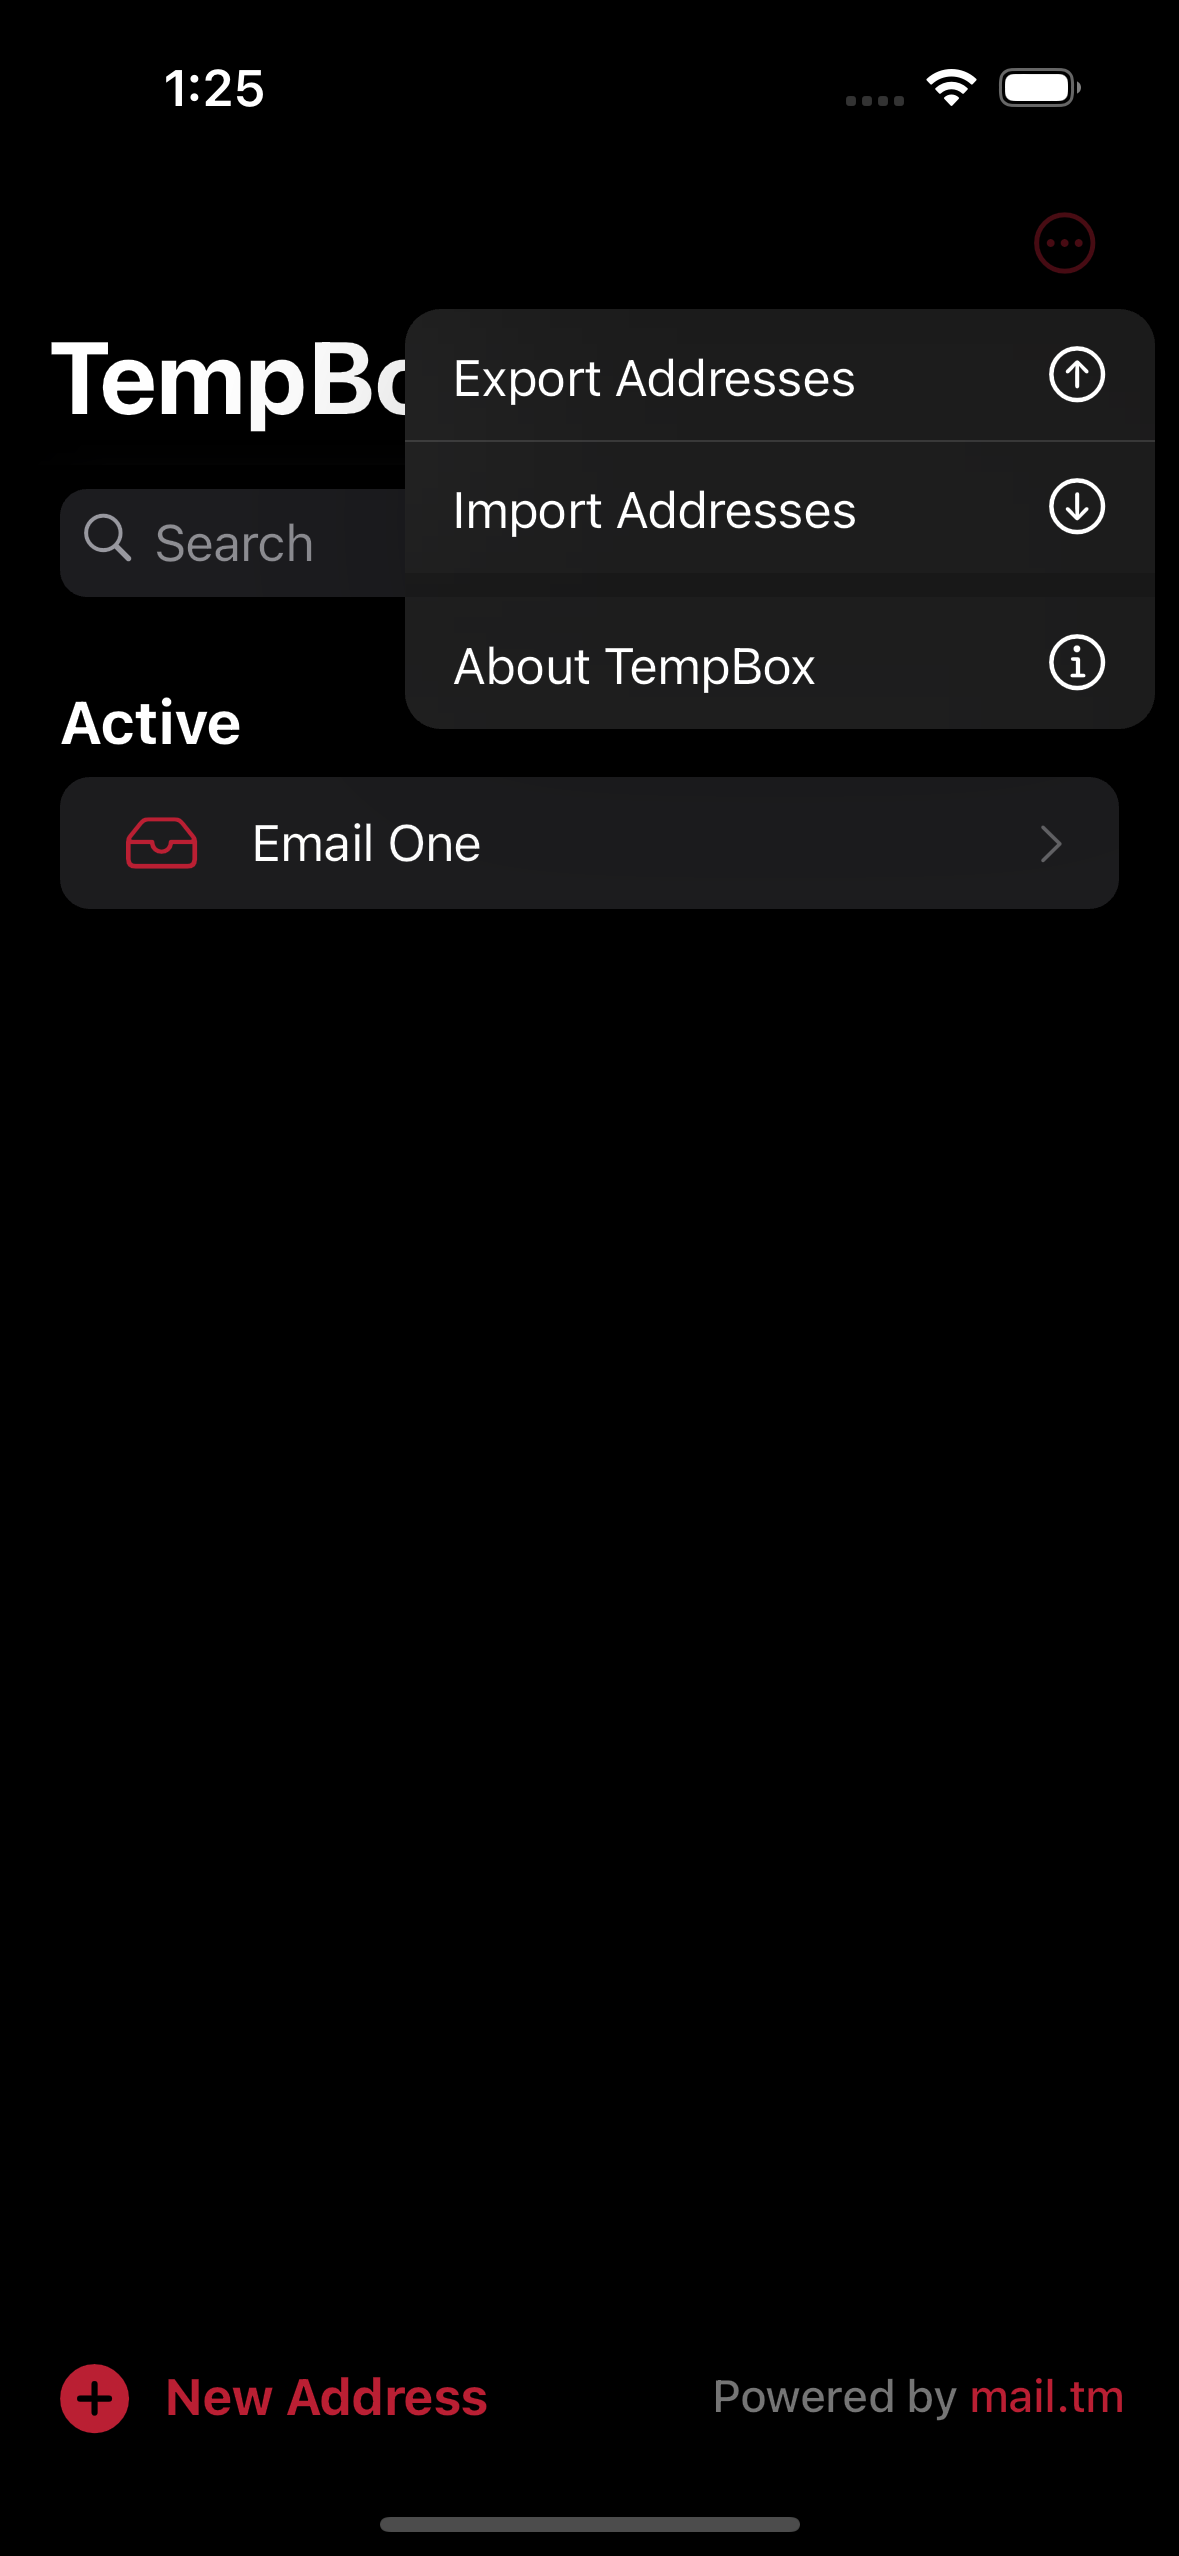 1:25
TempBo
Export Addresses
Import Addresses
About TempBox
Search
Active
Email One
New Address
Powered by mail.tm